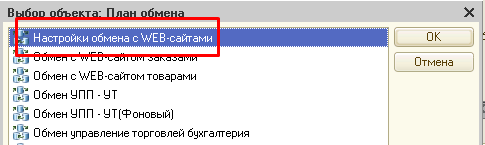 Выбор объекта: План обмена
Настройки обмена с WEB-сайтами
Обмен с WEB-сайтом заказами
Обмен с WEB-сайтом товарами
Обмен УПП - УТ
Обмен УПП - УТ(Фоновый)
Обмен управление торговлей бухгалтерия
OK
Отмена